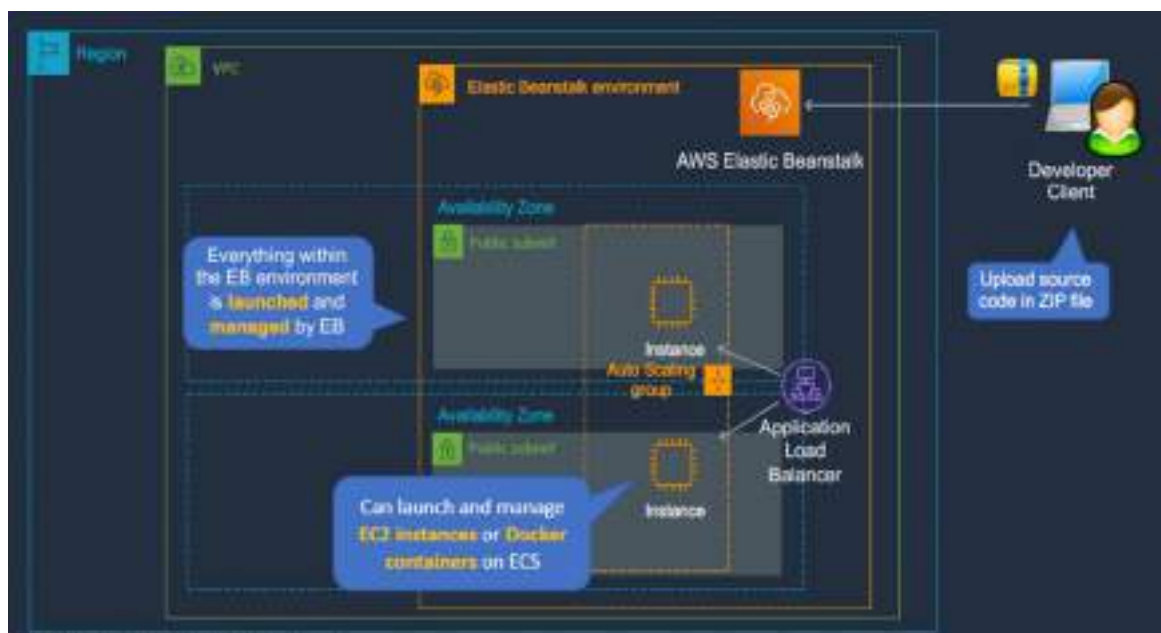 Region
VPC
Elastic Beanstalk environment
AWS Elastic Beanstalk
Developer
Client
Upload source
code in ZIP file
Availability Zone
Public subnet
Everything within
the EB environment
is launched and
managed by EB
Instance
Auto Scaling
group
Application
Load
Balancer
Availability Zone
Public subnet
Instance
Can launch and manage
EC2 instances or Docker
containers on ECS